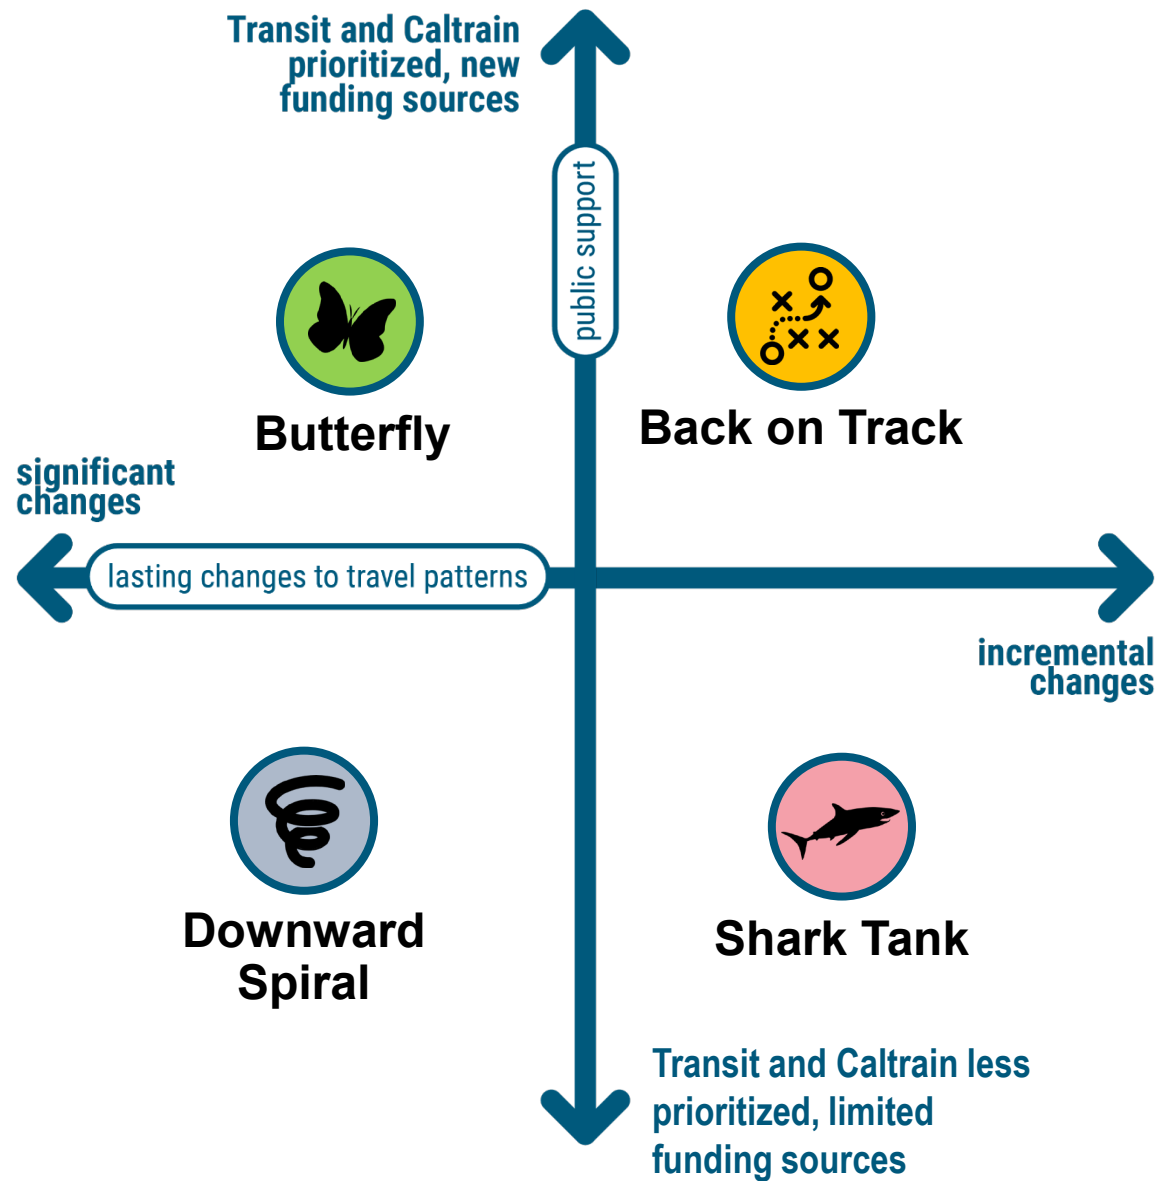 Transit and Caltrain
prioritized, new
funding sources
public support
Butterfly
Back on Track
significant
changes
lasting changes to travel patterns
incremental
changes
Downward
Spiral
Shark Tank
Transit and Caltrain less
prioritized, limited
funding sources